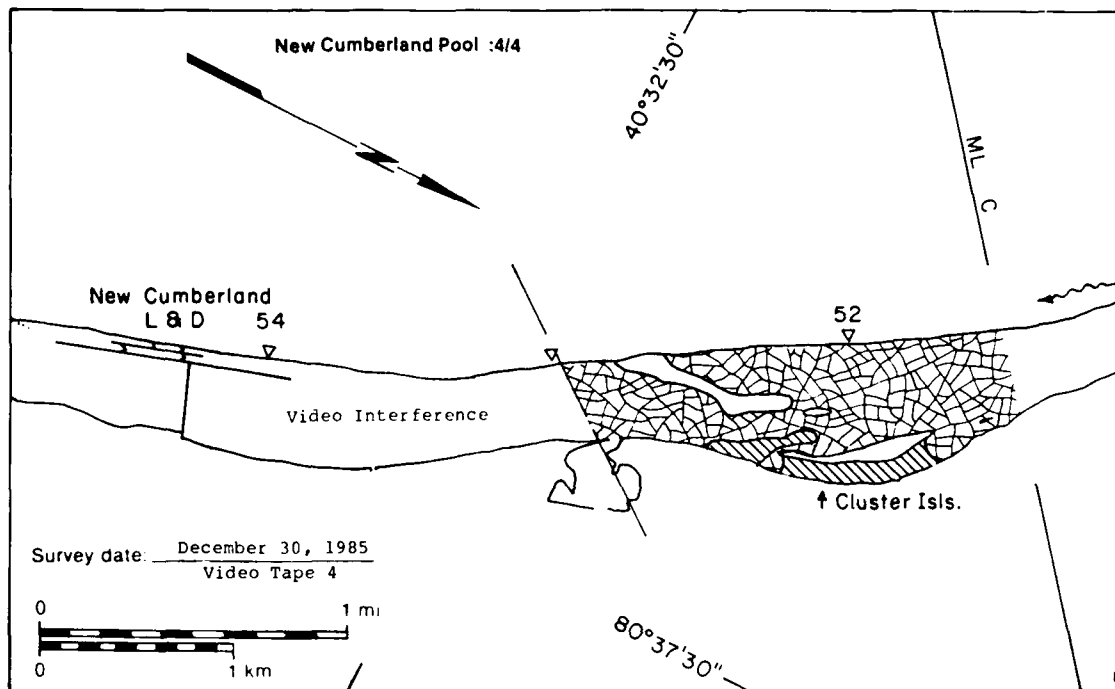 New Cumberland Pool :4/4
40°32'30"
N
ML C
New Cumberland
L & D
54
52
Video Interference
Cluster Isls.
Survey date: December 30, 1985
Video Tape 4
0
1 mi
0
1 km
80°37'30"